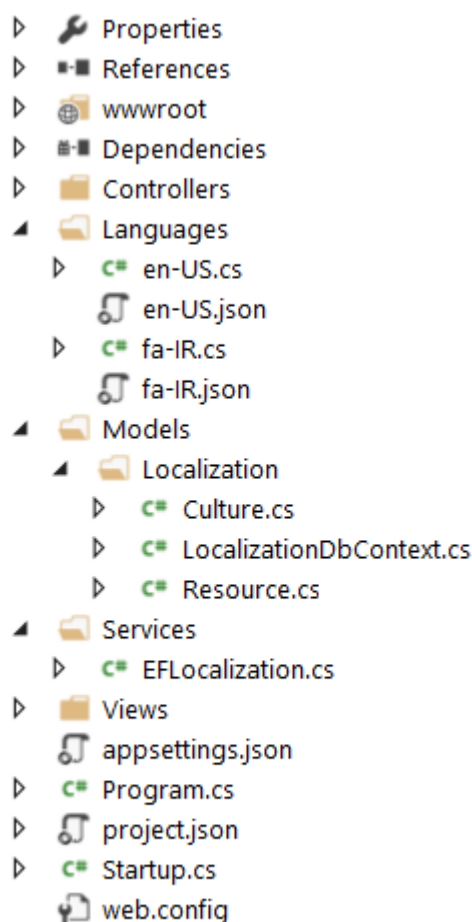 Properties
References
wwwroot
Dependencies
Controllers
Languages
C# en-US.cs
en-US.json
C# fa-IR.cs
fa-IR.json
Models
Localization
C# Culture.cs
C# LocalizationDbContext.cs
C# Resource.cs
Services
C# EFLocalization.cs
Views
appsettings.json
C# Program.cs
project.json
C# Startup.cs
web.config